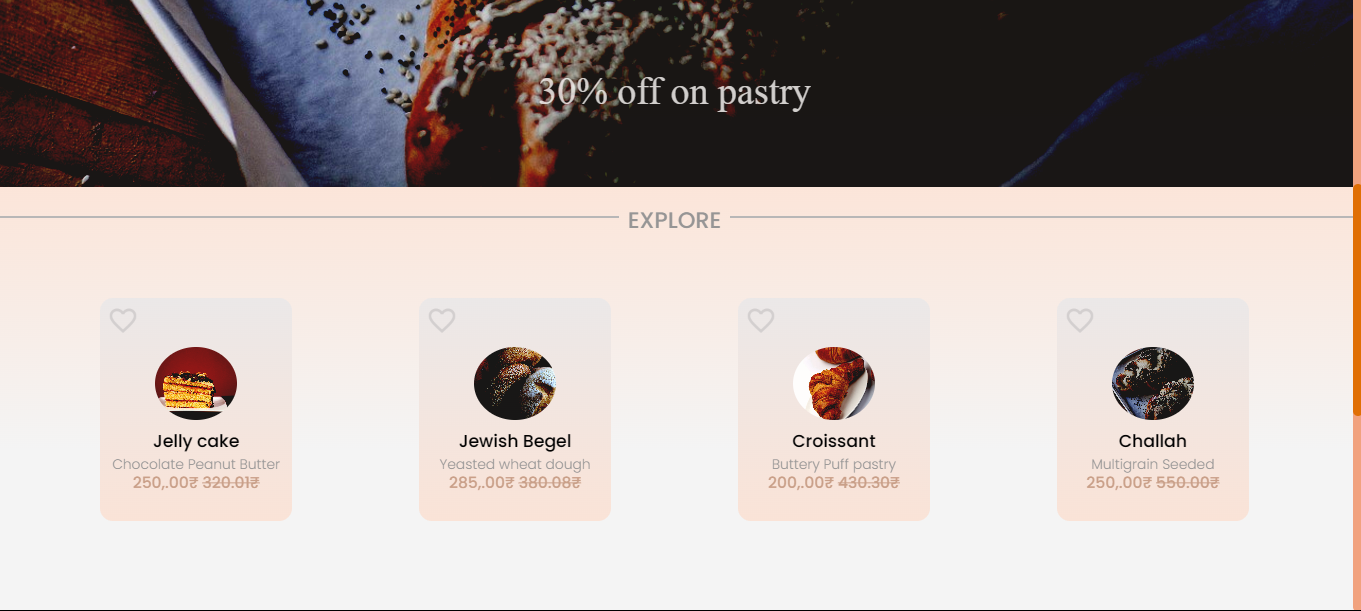 30% off on pastry
EXPLORE
Jelly cake
Chocolate Peanut Butter
250,.00₹ 320.01₹
Jewish Begel
Yeasted wheat dough
285,.00₹ 380.08₹
Croissant
Buttery Puff pastry
200,.00₹ 430.30₹
Challah
Multigrain Seeded
250,.00₹ 550.00₹